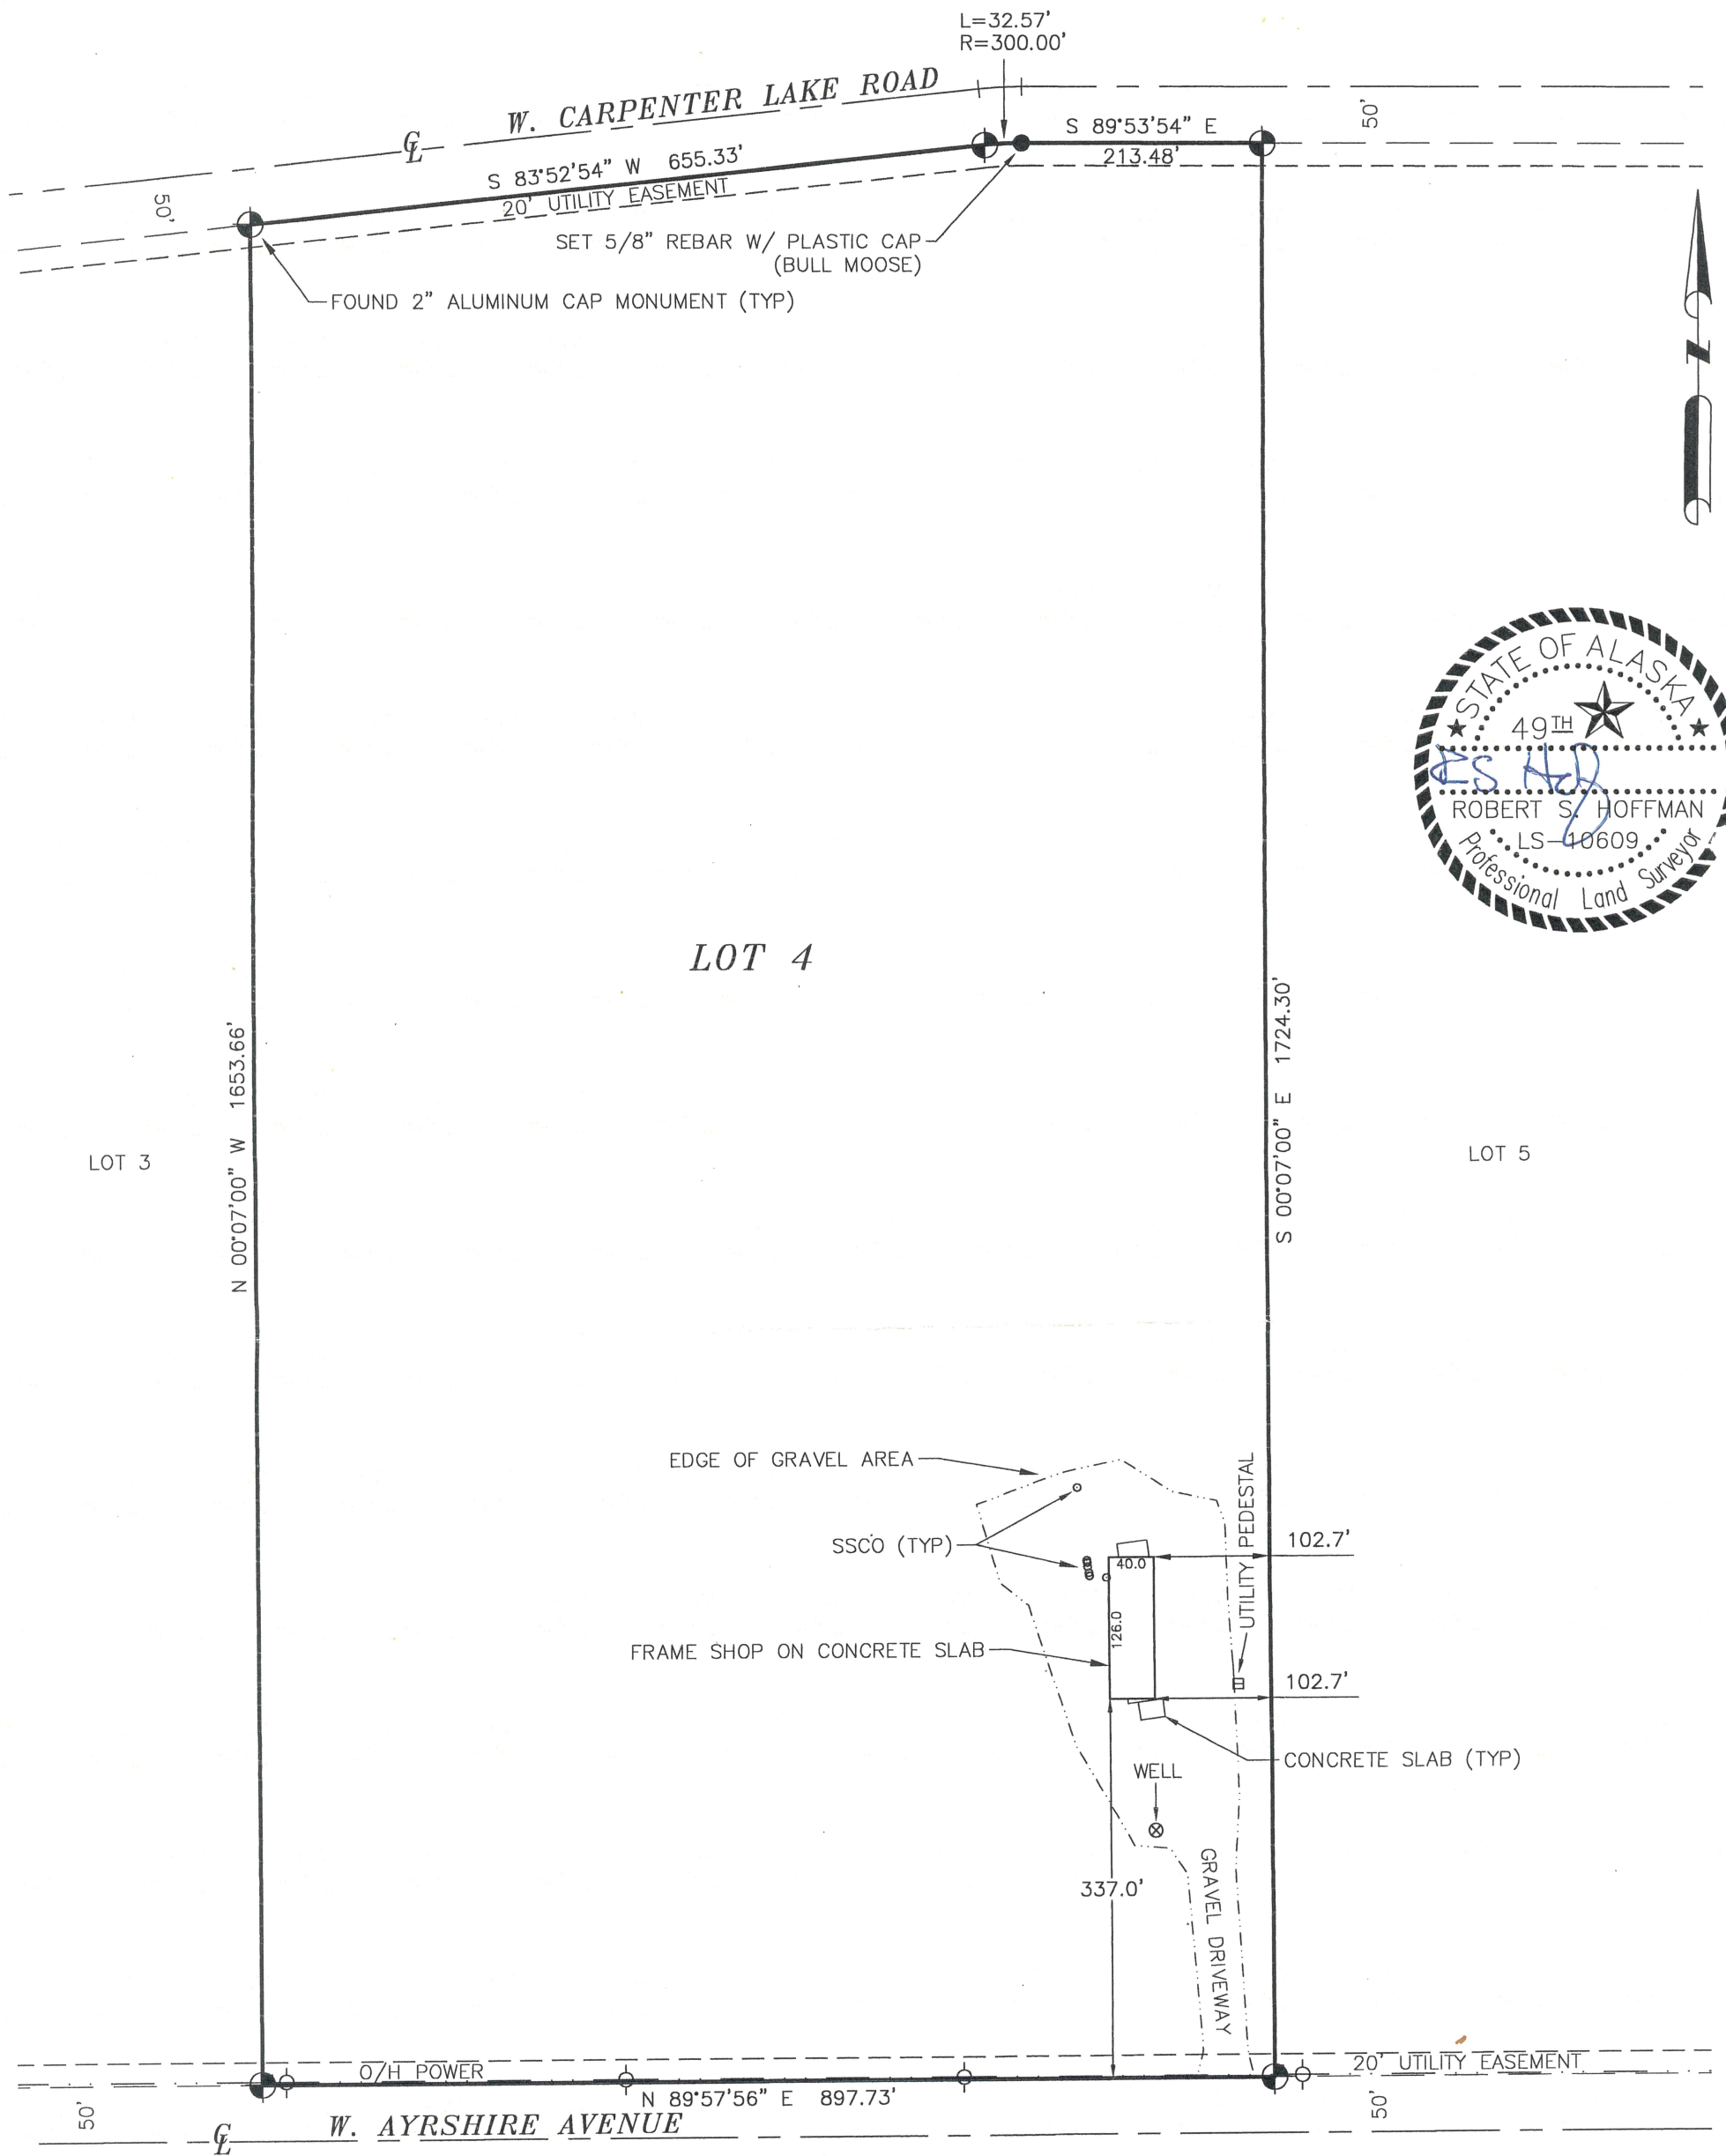 L=32.57'
R=300.00'
W. CARPENTER LAKE ROAD
℄
S 89°53'54" E
213.48'
50'
S 83°52'54" W 655.33'
20' UTILITY EASEMENT
50'
SET 5/8" REBAR W/ PLASTIC CAP
(BULL MOOSE)
FOUND 2" ALUMINUM CAP MONUMENT (TYP)
N
STATE OF ALASKA
49TH
ROBERT S. HOFFMAN
LS-10609
Professional Land Surveyor
LOT 4
N 00°07'00" W 1653.66'
S 00°07'00" E 1724.30'
LOT 3
LOT 5
EDGE OF GRAVEL AREA
UTILITY PEDESTAL
SSCO (TYP)
40.0
102.7'
126.0
FRAME SHOP ON CONCRETE SLAB
102.7'
CONCRETE SLAB (TYP)
WELL
337.0'
GRAVEL DRIVEWAY
O/H POWER
20' UTILITY EASEMENT
N 89°57'56" E 897.73'
50'
50'
℄
W. AYRSHIRE AVENUE